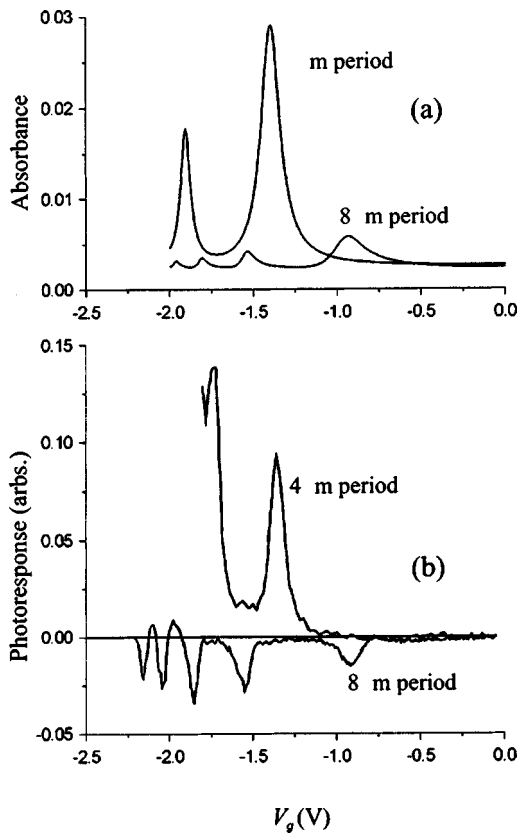 0.03
m period
(a)
0.02
Absorbance
0.01
8 m period
0.00
-2.5 -2.0 -1.5 -1.0 -0.5 0.0
0.15
0.10
4 m period
Photoresponse (arbs.)
0.05
(b)
0.00
8 m period
-0.05
-2.5 -2.0 -1.5 -1.0 -0.5 0.0
Vg (V)